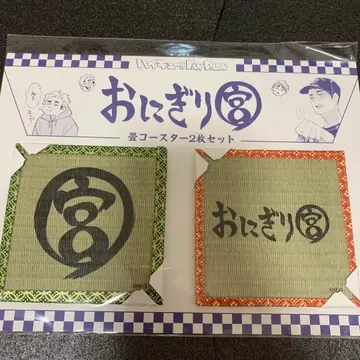 おにぎり宮
畳コースター2枚セット
宮
おにぎり宮